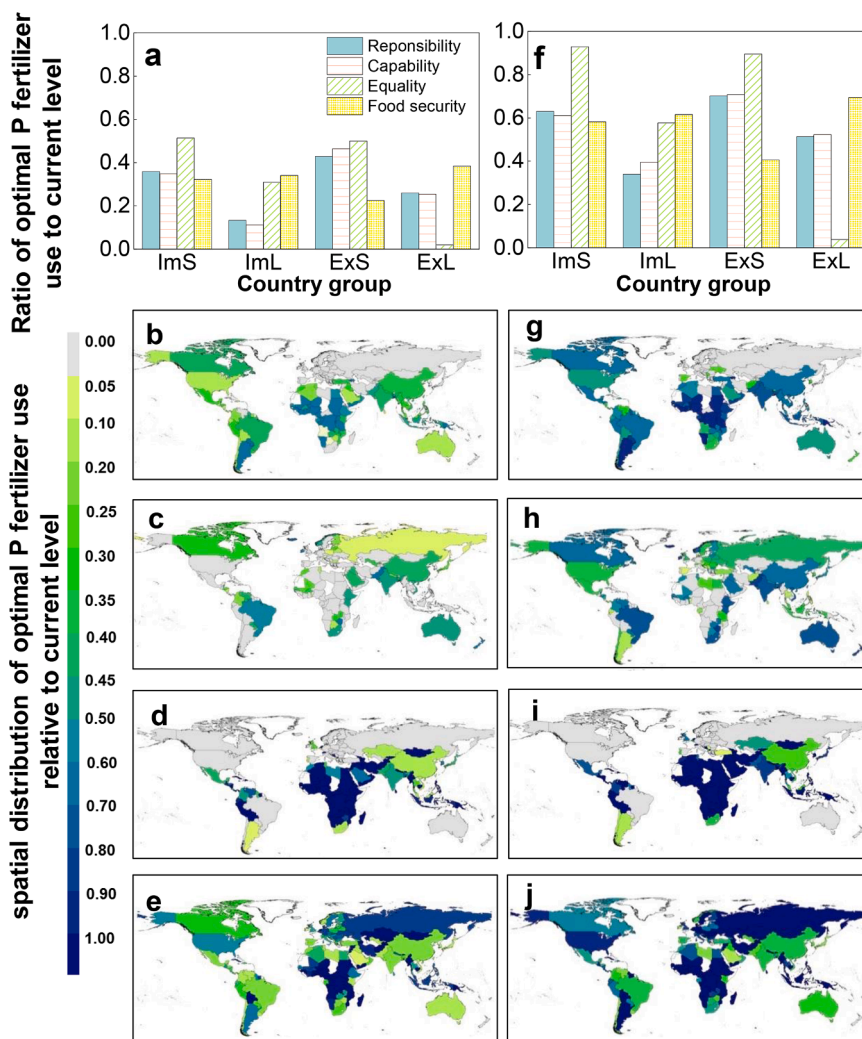 Ratio of optimal P fertilizer
use to current level
a
1.0
0.8
0.6
0.4
0.2
0.0
Reponsibility
Capability
Equality
Food security
ImS ImL ExS ExL
Country group
f
1.0
0.8
0.6
0.4
0.2
0.0
ImS ImL ExS ExL
Country group
spatial distribution of optimal P fertilizer use
relative to current level
0.00
0.05
0.10
0.20
0.25
0.30
0.35
0.40
0.45
0.50
0.60
0.70
0.80
0.90
1.00
b
g
c
h
d
i
e
j